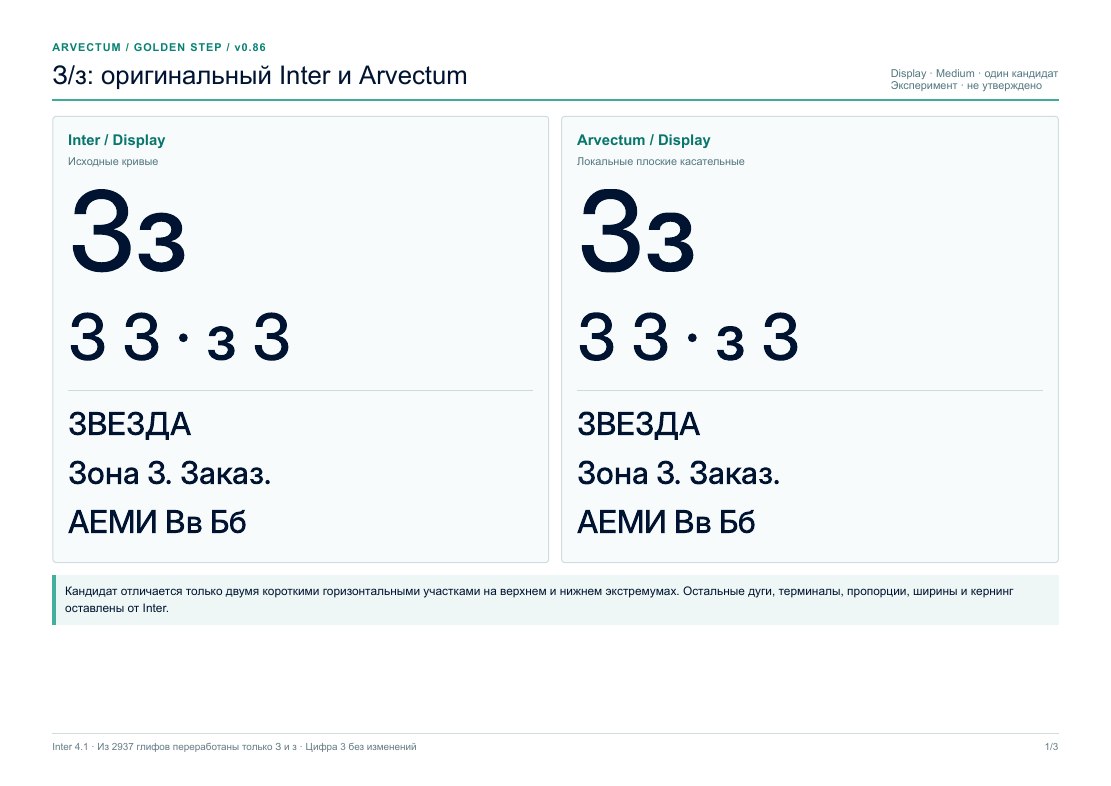 ARVECTUM / GOLDEN STEP / v0.86
З/з: оригинальный Inter и Arvectum
Display · Medium · один кандидат
Эксперимент · не утверждено
Inter / Display
Исходные кривые
Зз
З 3 · з 3
ЗВЕЗДА
Зона 3. Заказ.
АЕМИ Вв Бб
Arvectum / Display
Локальные плоские касательные
Зз
З 3 · з 3
ЗВЕЗДА
Зона 3. Заказ.
АЕМИ Вв Бб
Кандидат отличается только двумя короткими горизонтальными участками на верхнем и нижнем экстремумах. Остальные дуги, терминалы, пропорции, ширины и кернинг
оставлены от Inter.
Inter 4.1 · Из 2937 глифов переработаны только З и з · Цифра 3 без изменений
1/3